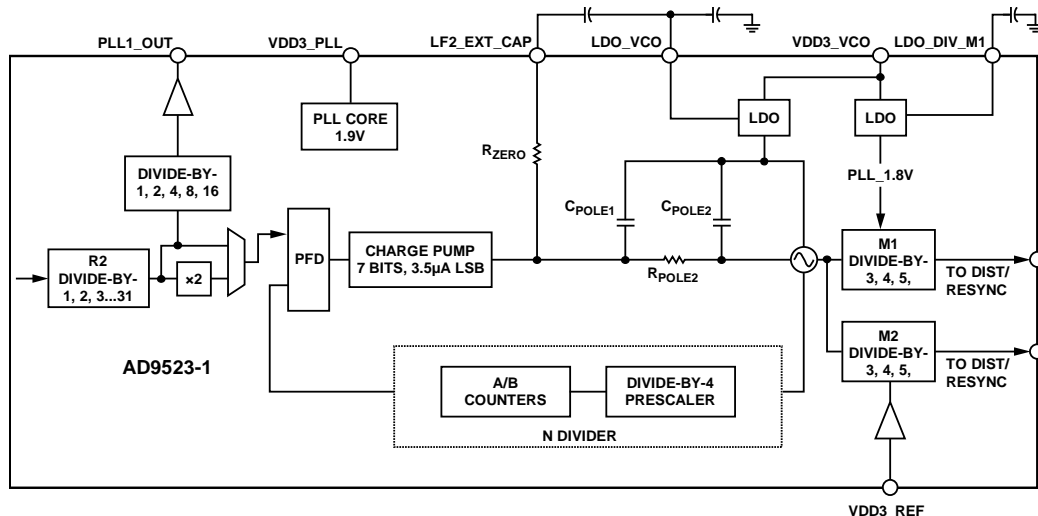 PLL1_OUT
VDD3_PLL
LF2_EXT_CAP
LDO_VCO
VDD3_VCO
LDO_DIV_M1
PLL CORE
1.9V
LDO
LDO
RZERO
DIVIDE-BY-
1, 2, 4, 8, 16
PLL_1.8V
CPOLE1
CPOLE2
R2
DIVIDE-BY-
1, 2, 3...31
×2
PFD
CHARGE PUMP
7 BITS, 3.5µA LSB
RPOLE2
M1
DIVIDE-BY-
3, 4, 5,
TO DIST/
RESYNC
AD9523-1
A/B
COUNTERS
DIVIDE-BY-4
PRESCALER
N DIVIDER
M2
DIVIDE-BY-
3, 4, 5,
TO DIST/
RESYNC
VDD3_REF